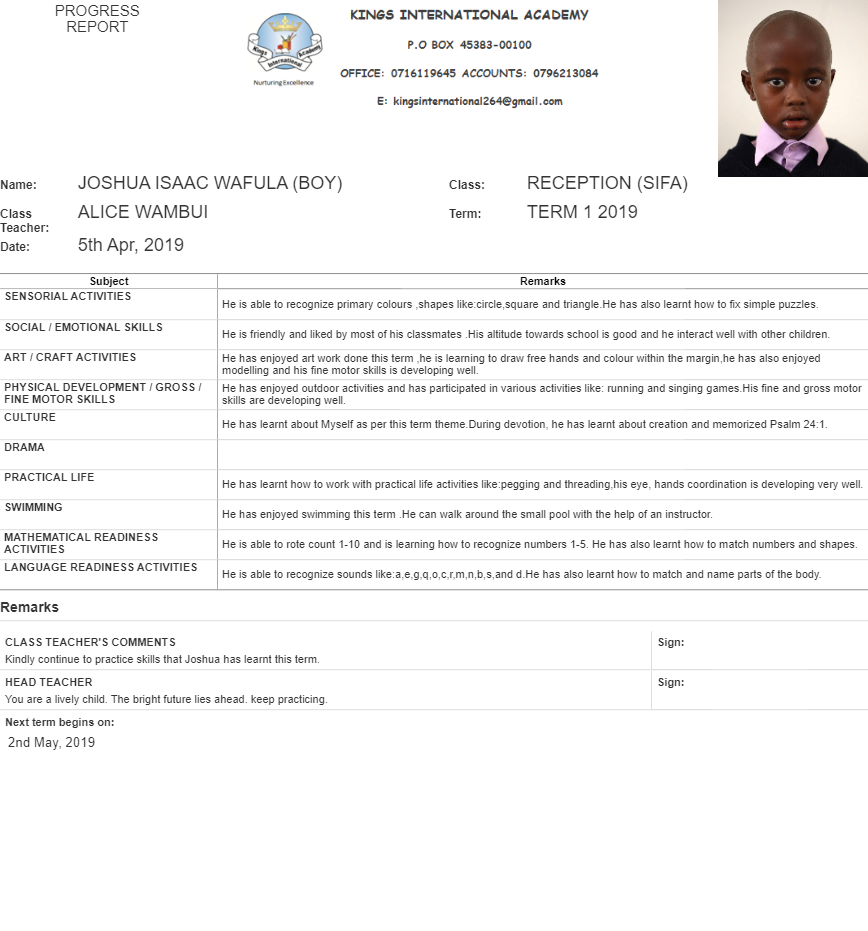 PROGRESS
REPORT
Kings International Academy
Nurturing Excellence
KINGS INTERNATIONAL ACADEMY
P.O BOX 45383-00100
OFFICE: 0716119645 ACCOUNTS: 0796213084
E: kingsinternational264@gmail.com
Name: JOSHUA ISAAC WAFULA (BOY) Class: RECEPTION (SIFA)
Class Teacher: ALICE WAMBUI Term: TERM 1 2019
Date: 5th Apr, 2019
Subject Remarks
SENSORIAL ACTIVITIES
He is able to recognize primary colours ,shapes like:circle,square and triangle.He has also learnt how to fix simple puzzles.
SOCIAL / EMOTIONAL SKILLS
He is friendly and liked by most of his classmates .His altitude towards school is good and he interact well with other children.
ART / CRAFT ACTIVITIES
He has enjoyed art work done this term ,he is learning to draw free hands and colour within the margin,he has also enjoyed
modelling and his fine motor skills is developing well.
PHYSICAL DEVELOPMENT / GROSS /
FINE MOTOR SKILLS
He has enjoyed outdoor activities and has participated in various activities like: running and singing games.His fine and gross motor
skills are developing well.
CULTURE
He has learnt about Myself as per this term theme.During devotion, he has learnt about creation and memorized Psalm 24:1.
DRAMA
PRACTICAL LIFE
He has learnt how to work with practical life activities like:pegging and threading,his eye, hands coordination is developing very well.
SWIMMING
He has enjoyed swimming this term .He can walk around the small pool with the help of an instructor.
MATHEMATICAL READINESS
ACTIVITIES
He is able to rote count 1-10 and is learning how to recognize numbers 1-5. He has also learnt how to match numbers and shapes.
LANGUAGE READINESS ACTIVITIES
He is able to recognize sounds like:a,e,g,q,o,c,r,m,n,b,s,and d.He has also learnt how to match and name parts of the body.
Remarks
CLASS TEACHER'S COMMENTS Sign:
Kindly continue to practice skills that Joshua has learnt this term.
HEAD TEACHER Sign:
You are a lively child. The bright future lies ahead. keep practicing.
Next term begins on:
2nd May, 2019